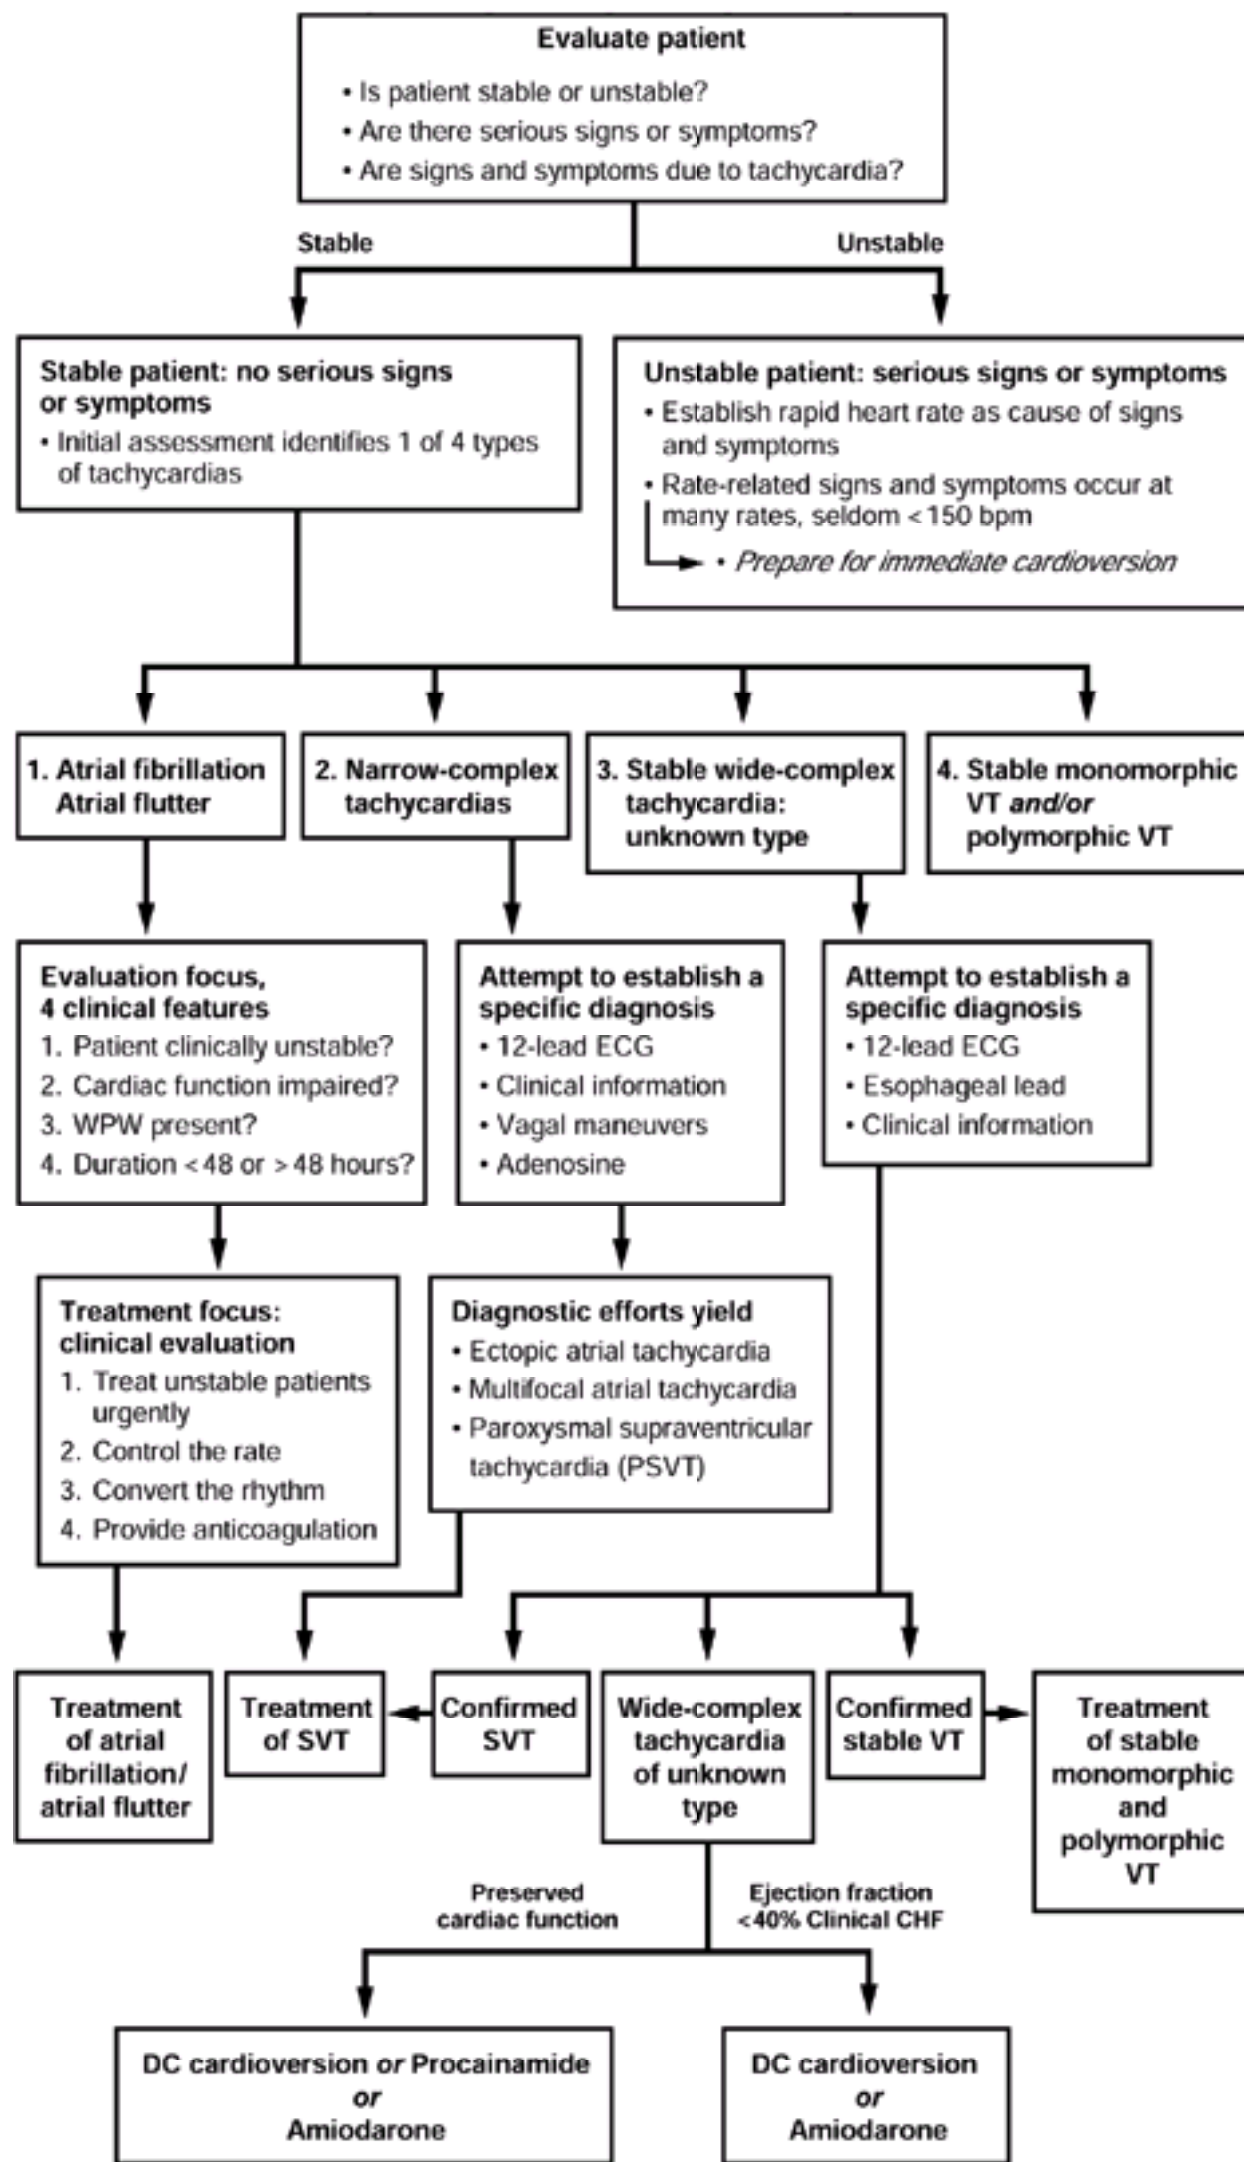 Evaluate patient
• Is patient stable or unstable?
• Are there serious signs or symptoms?
• Are signs and symptoms due to tachycardia?
Stable
Unstable
Stable patient: no serious signs
or symptoms
• Initial assessment identifies 1 of 4 types
of tachycardias
Unstable patient: serious signs or symptoms
• Establish rapid heart rate as cause of signs
and symptoms
• Rate-related signs and symptoms occur at
many rates, seldom <150 bpm
• Prepare for immediate cardioversion
1. Atrial fibrillation
Atrial flutter
2. Narrow-complex
tachycardias
3. Stable wide-complex
tachycardia:
unknown type
4. Stable monomorphic
VT and/or
polymorphic VT
Evaluation focus,
4 clinical features
1. Patient clinically unstable?
2. Cardiac function impaired?
3. WPW present?
4. Duration <48 or >48 hours?
Attempt to establish a
specific diagnosis
• 12-lead ECG
• Clinical information
• Vagal maneuvers
• Adenosine
Attempt to establish a
specific diagnosis
• 12-lead ECG
• Esophageal lead
• Clinical information
Treatment focus:
clinical evaluation
1. Treat unstable patients
urgently
2. Control the rate
3. Convert the rhythm
4. Provide anticoagulation
Diagnostic efforts yield
• Ectopic atrial tachycardia
• Multifocal atrial tachycardia
• Paroxysmal supraventricular
tachycardia (PSVT)
Treatment
of atrial
fibrillation/
atrial flutter
Treatment
of SVT
Confirmed
SVT
Wide-complex
tachycardia
of unknown
type
Confirmed
stable VT
Treatment
of stable
monomorphic
and
polymorphic
VT
Preserved
cardiac function
Ejection fraction
<40% Clinical CHF
DC cardioversion or Procainamide
or
Amiodarone
DC cardioversion
or
Amiodarone